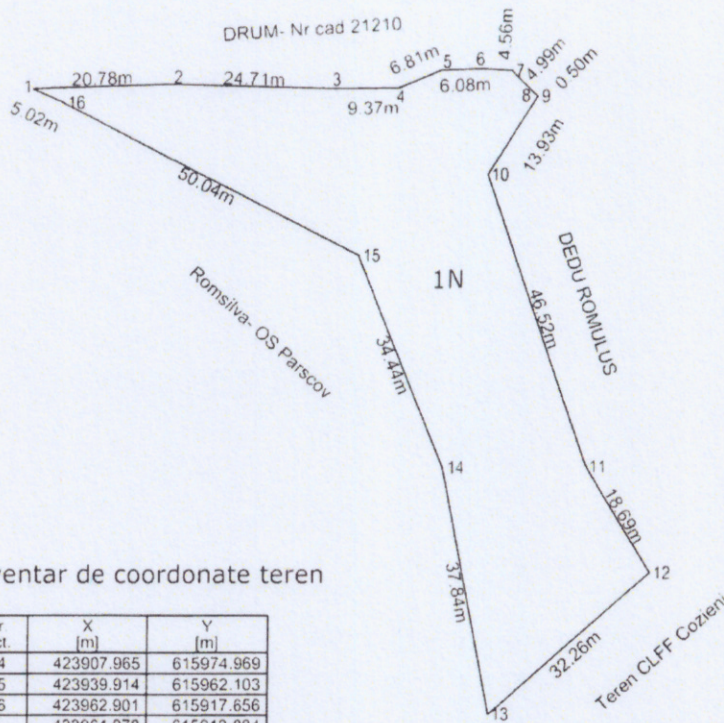 DRUM- Nr cad 21210
1
20.78m
2
24.71m
3
9.37m
4
6.81m
5
6.08m
6
4.56m
7
4.99m
8
9
0.50m
16
5.02m
50.04m
13.93m
10
15
1N
DEDU ROMULUS
46.52m
Romsilva- OS Parscov
34.44m
14
11
18.69m
37.84m
12
32.26m
Teren CLFF Cozieni
13
entar de coordonate teren
X Y
[m] [m]
423907.965 615974.969
423939.914 615962.103
423962.901 615917.656